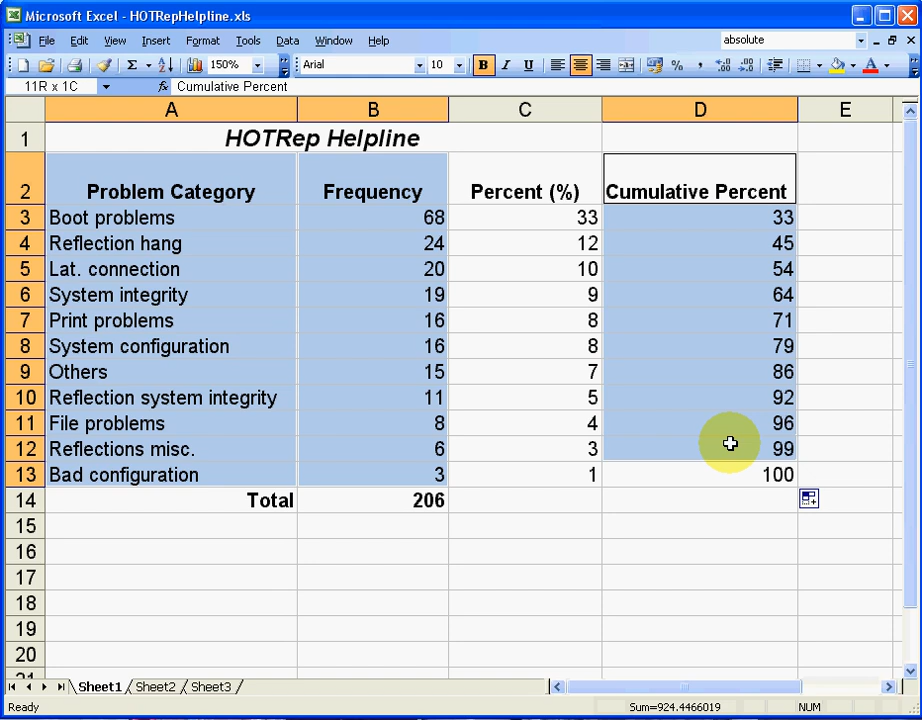 Microsoft Excel - HOTRepHelpline.xls
File Edit View Insert Format Tools Data Window Help absolute
Σ 150% Arial 10 B I U % ,
11R x 1C fx Cumulative Percent
A B C D E
1 HOTRep Helpline
2 Problem Category Frequency Percent (%) Cumulative Percent
3 Boot problems 68 33 33
4 Reflection hang 24 12 45
5 Lat. connection 20 10 54
6 System integrity 19 9 64
7 Print problems 16 8 71
8 System configuration 16 8 79
9 Others 15 7 86
10 Reflection system integrity 11 5 92
11 File problems 8 4 96
12 Reflections misc. 6 3 99
13 Bad configuration 3 1 100
14 Total 206
15
16
17
18
19
20
21
Sheet1 Sheet2 Sheet3
Ready Sum=924.4466019 NUM